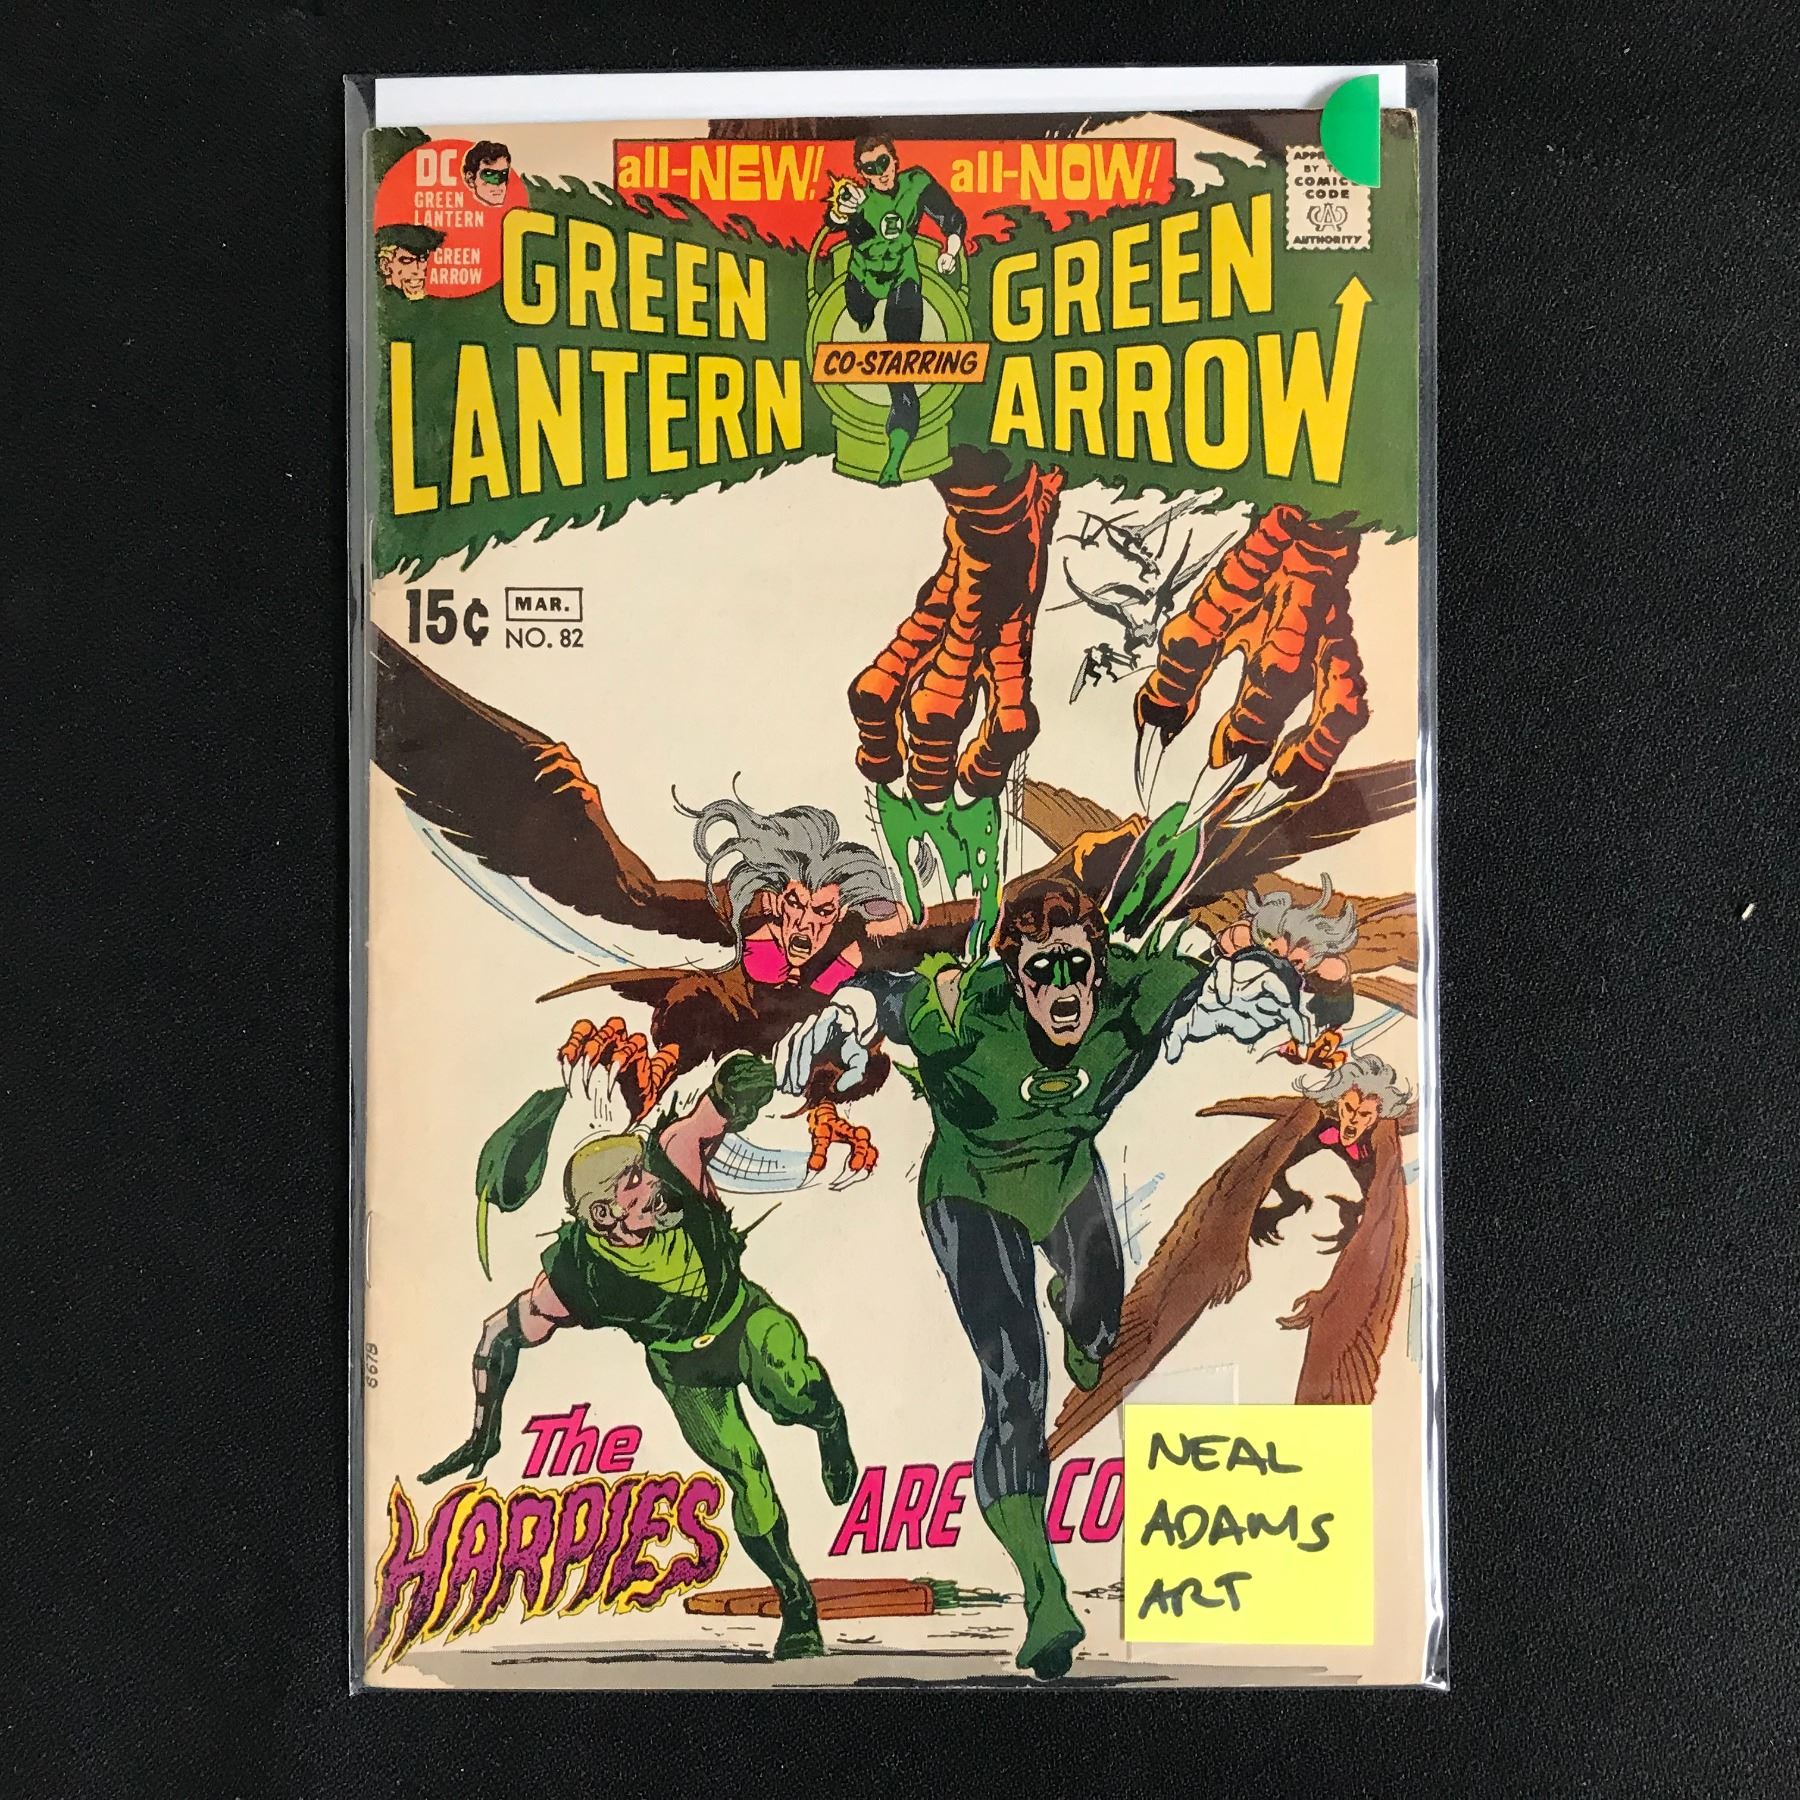 all-NEW! all-NOW!
DC
GREEN
LANTERN
GREEN
ARROW
GREEN
LANTERN
CO-STARRING
GREEN
ARROW
BY
COMICS
CODE
AUTHORITY
15¢ MAR.
NO. 82
The
HARPIES
ARE CO
NEAL
ADAMS
ART